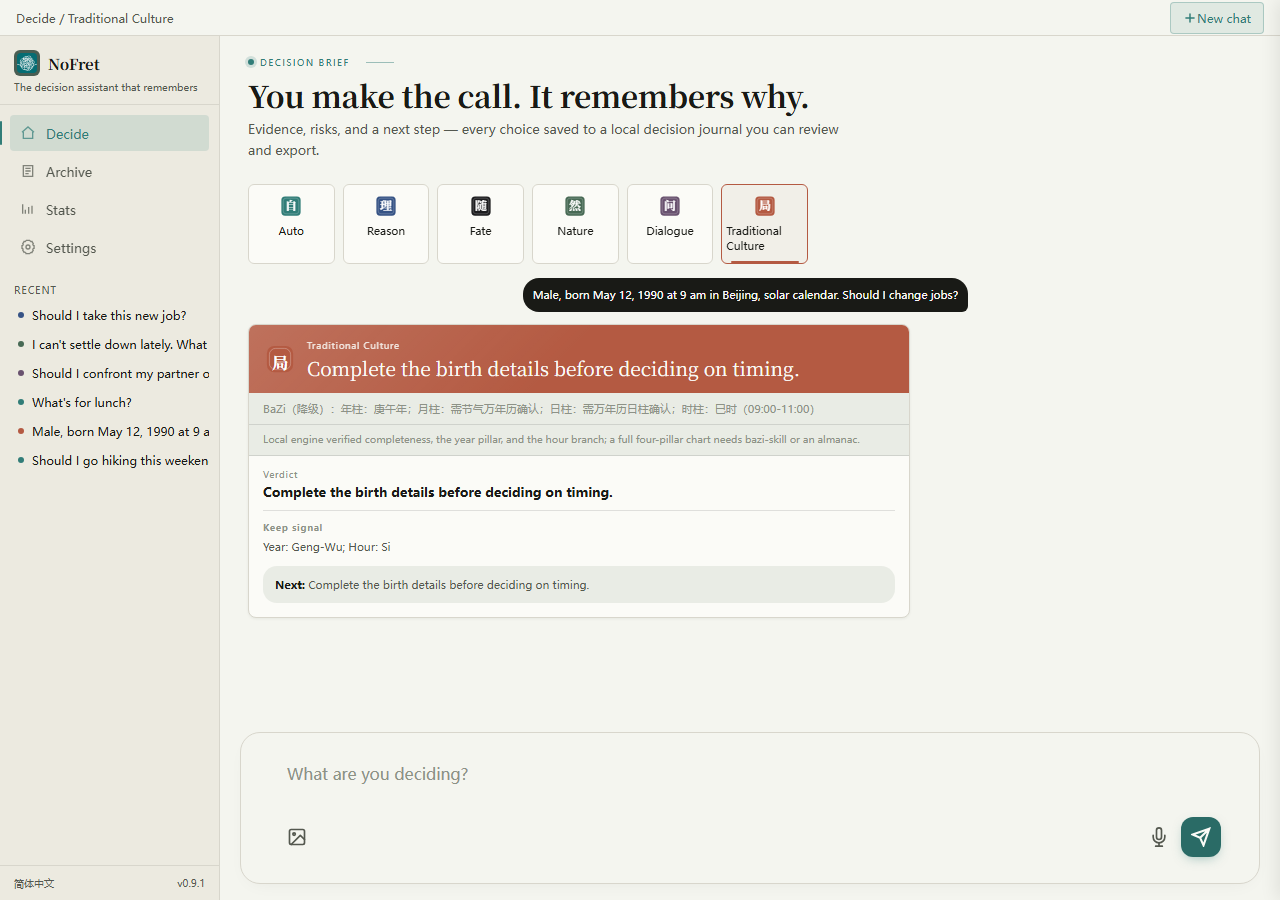 Decide / Traditional Culture
New chat
NoFret
The decision assistant that remembers
Decide
Archive
Stats
Settings
RECENT
Should I take this new job?
I can't settle down lately. What
Should I confront my partner o
What's for lunch?
Male, born May 12, 1990 at 9 a
Should I go hiking this weeken
简体中文
v0.9.1
DECISION BRIEF
You make the call. It remembers why.
Evidence, risks, and a next step — every choice saved to a local decision journal you can review
and export.
自
Auto
理
Reason
随
Fate
然
Nature
问
Dialogue
局
Traditional
Culture
Male, born May 12, 1990 at 9 am in Beijing, solar calendar. Should I change jobs?
局
Traditional Culture
Complete the birth details before deciding on timing.
BaZi（降级）：年柱：庚午年；月柱：需节气万年历确认；日柱：需万年历日柱确认；时柱：巳时（09:00-11:00）
Local engine verified completeness, the year pillar, and the hour branch; a full four-pillar chart needs bazi-skill or an almanac.
Verdict
Complete the birth details before deciding on timing.
Keep signal
Year: Geng-Wu; Hour: Si
Next: Complete the birth details before deciding on timing.
What are you deciding?